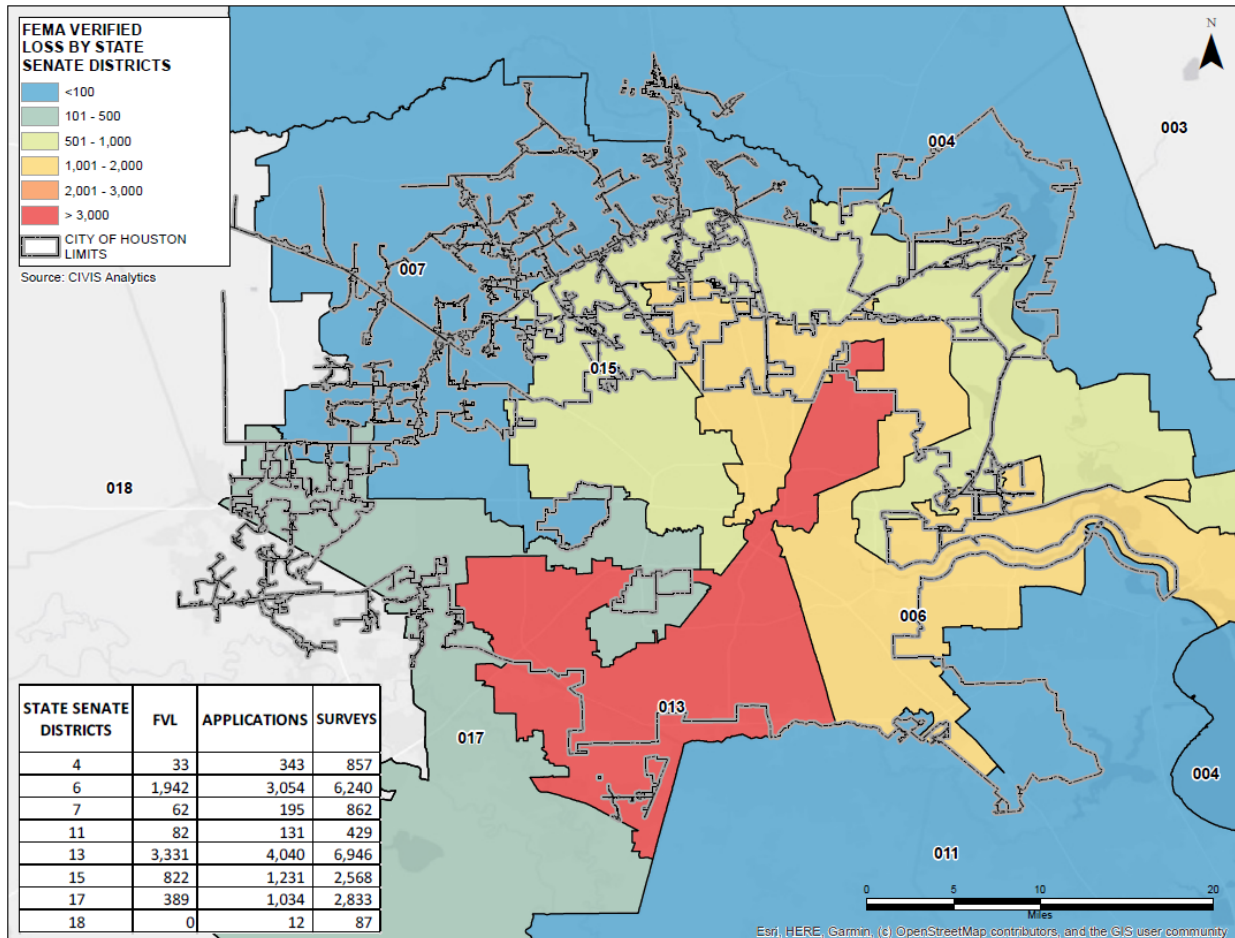 FEMA VERIFIED
LOSS BY STATE
SENATE DISTRICTS
<100
101 - 500
501 - 1,000
1,001 - 2,000
2,001 - 3,000
> 3,000
CITY OF HOUSTON
LIMITS
Source: CIVIS Analytics
N
003
004
007
015
018
006
013
017
004
011
STATE SENATE DISTRICTS FVL APPLICATIONS SURVEYS
4 33 343 857
6 1,942 3,054 6,240
7 62 195 862
11 82 131 429
13 3,331 4,040 6,946
15 822 1,231 2,568
17 389 1,034 2,833
18 0 12 87
0 5 10 20
Miles
Esri, HERE, Garmin, (c) OpenStreetMap contributors, and the GIS user community